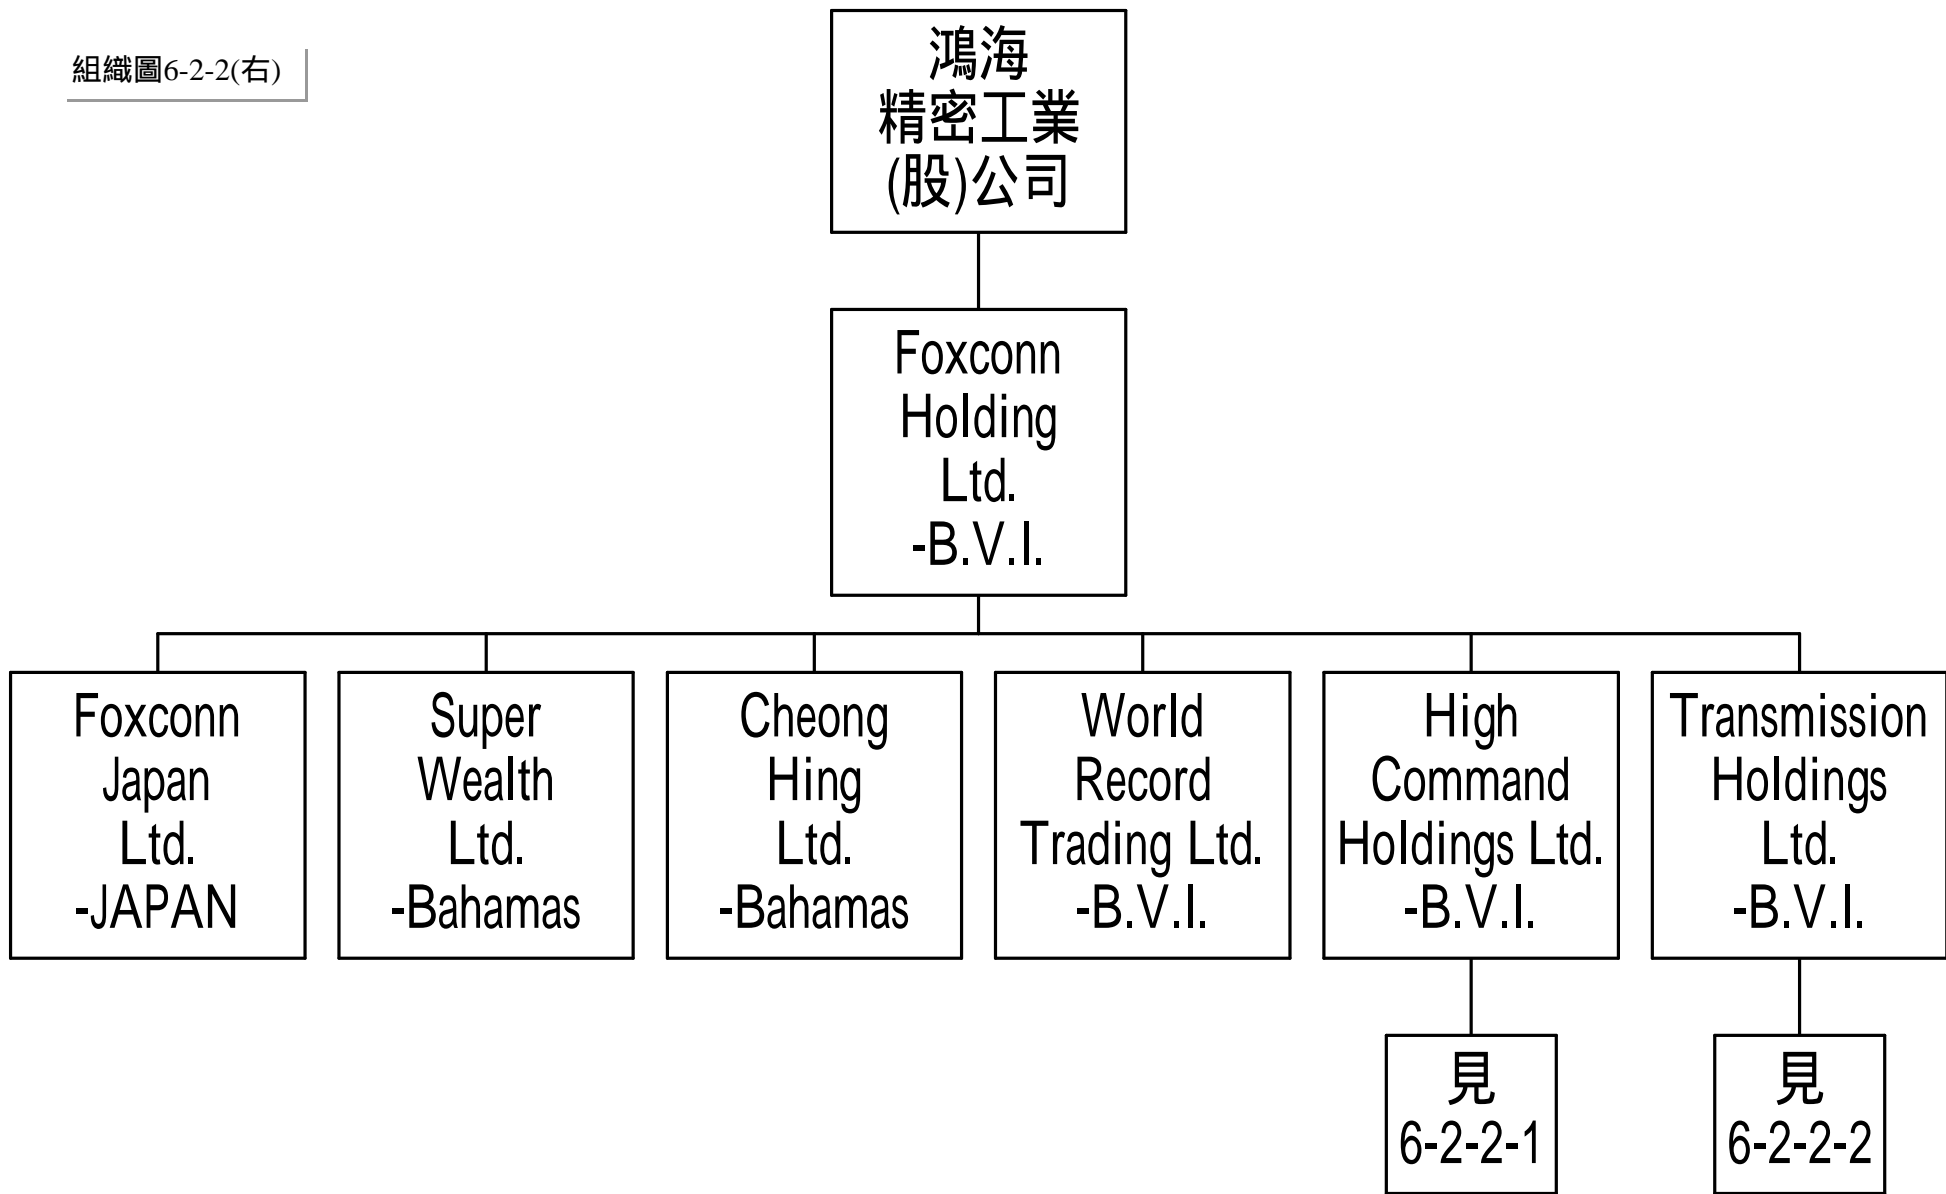 組織圖6-2-2(右)
鴻海
精密工業
(股)公司
Foxconn
Holding
Ltd.
-B.V.I.
Foxconn
Japan
Ltd.
-JAPAN
Super
Wealth
Ltd.
-Bahamas
Cheong
Hing
Ltd.
-Bahamas
World
Record
Trading Ltd.
-B.V.I.
High
Command
Holdings Ltd.
-B.V.I.
Transmission
Holdings
Ltd.
-B.V.I.
見
6-2-2-1
見
6-2-2-2